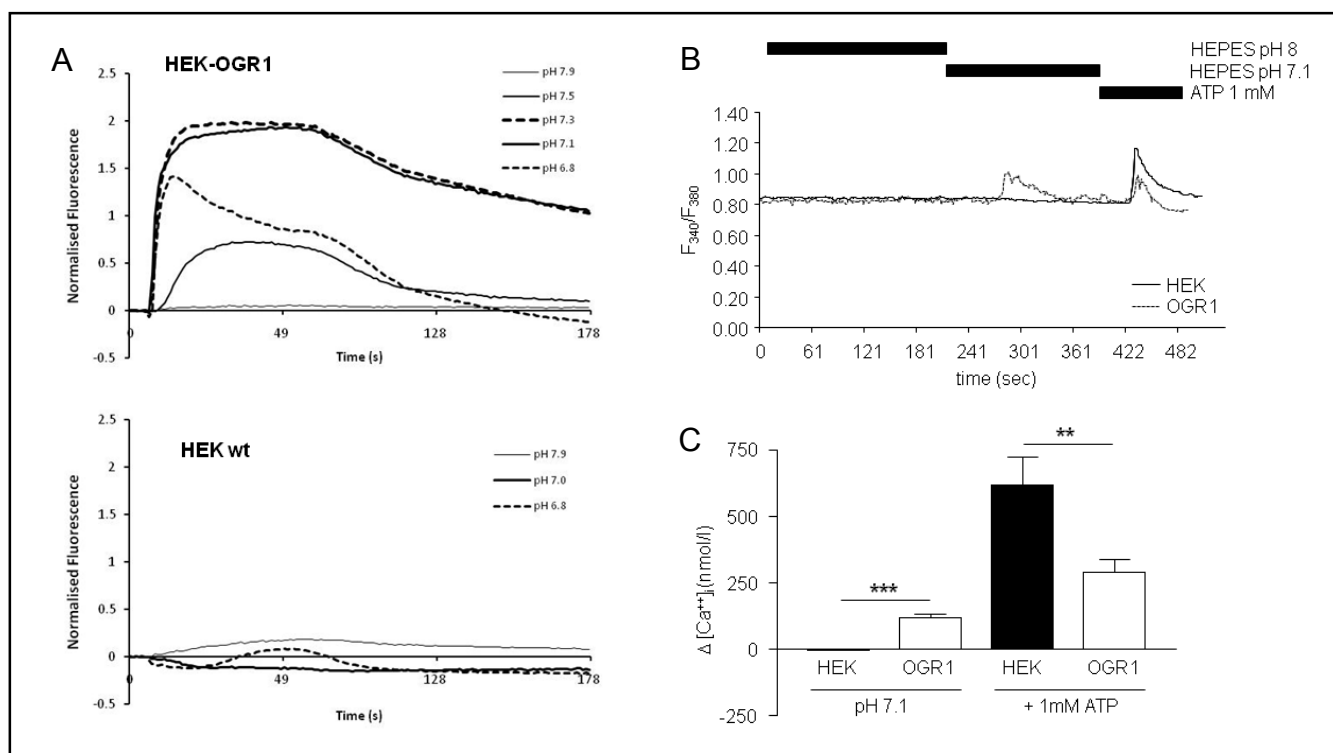 A
HEK-OGR1
pH 7.9
pH 7.5
pH 7.3
pH 7.1
pH 6.8
Normalised Fluorescence
2.5
2
1.5
1
0.5
0
-0.5
0 49 128 178
Time (s)
HEK wt
pH 7.9
pH 7.0
pH 6.8
Normalised Fluorescence
2.5
2
1.5
1
0.5
0
-0.5
0 49 128 178
Time (s)
B
HEPES pH 8
HEPES pH 7.1
ATP 1 mM
F340/F380
1.40
1.20
1.00
0.80
0.60
0.40
0.20
0.00
HEK
OGR1
0 61 121 181 241 301 361 422 482
time (sec)
C
Δ [Ca++]i (nmol/l)
750
500
250
0
-250
***
**
HEK OGR1 HEK OGR1
pH 7.1 + 1mM ATP